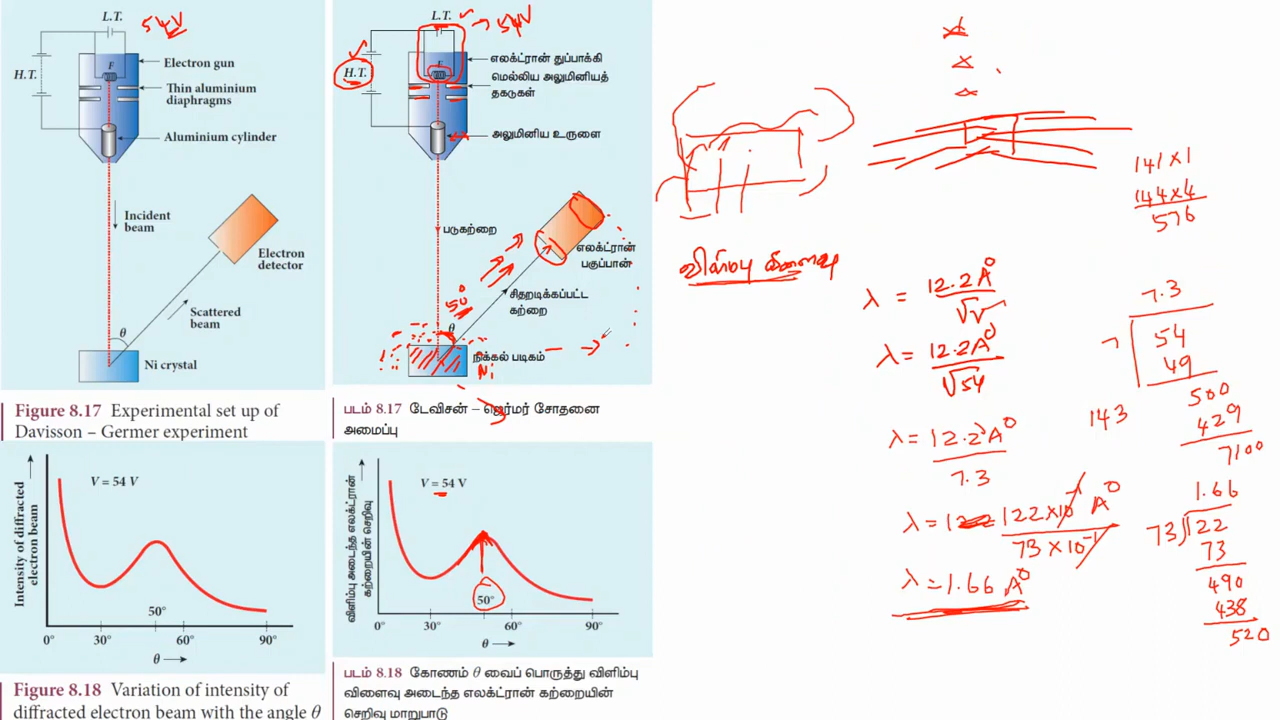 L.T.
54V
H.T.
F
Electron gun
Thin aluminium
diaphragms
Aluminium cylinder
Incident
beam
Electron
detector
Scattered
beam
θ
Ni crystal
Figure 8.17 Experimental set up of
Davisson – Germer experiment
Intensity of diffracted
electron beam
V = 54 V
50°
0° 30° 60° 90°
θ
Figure 8.18 Variation of intensity of
diffracted electron beam with the angle θ
L.T.
54V
H.T.
F
எலக்ட்ரான் துப்பாக்கி
மெல்லிய அலுமினியத்
தகடுகள்
அலுமினிய உருளை
படுகற்றை
எலக்ட்ரான்
பகுப்பான்
சிதறடிக்கப்பட்ட
கற்றை
50°
θ
நிக்கல் படிகம்
Ni
படம் 8.17 டேவிசன் – ஜெர்மர் சோதனை
அமைப்பு
விளிம்பு அடைந்த எலக்ட்ரான்
கற்றையின் செறிவு
V = 54 V
50°
0° 30° 60° 90°
θ
படம் 8.18 கோணம் θ வைப் பொருத்து விளிம்பு
விளைவு அடைந்த எலக்ட்ரான் கற்றையின்
செறிவு மாறுபாடு
விளிம்பு விளைவு
λ = 12.2A° / √V
λ = 12.2A° / √54
λ = 12.2A° / 7.3
λ = 122×10⁻¹ A° / 73×10⁻¹
λ = 1.66 A°
141×1
144×4
576
7.3
7 54
49
500
143 429
7100
1.66
73 122
73
490
438
520